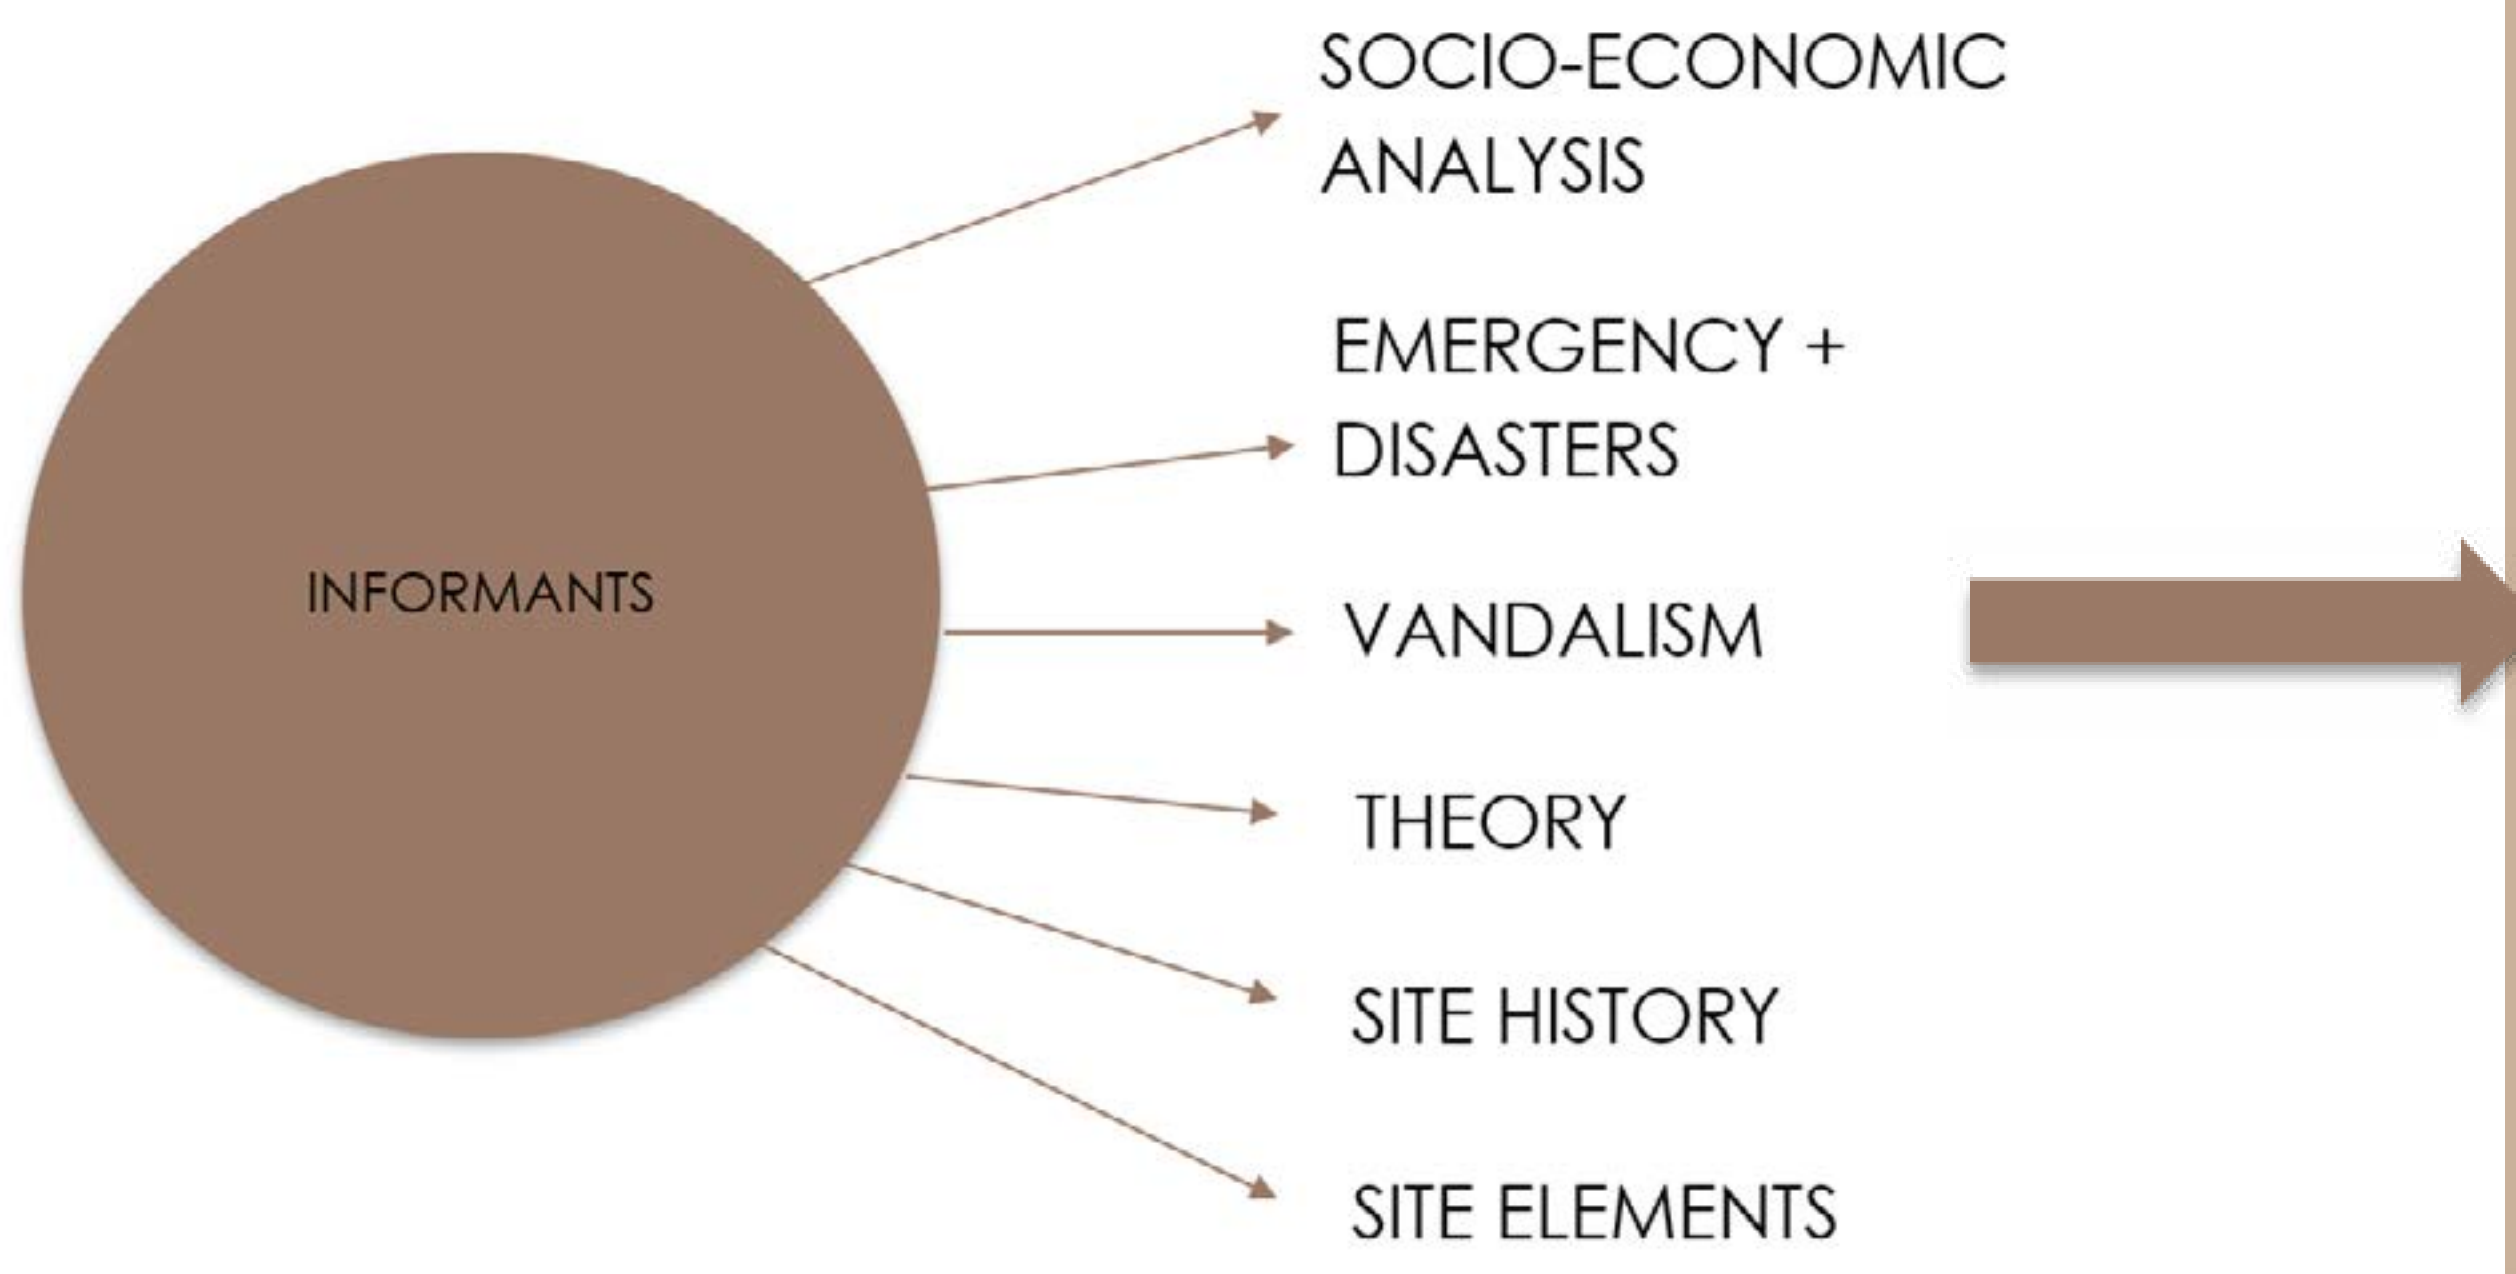 SOCIO-ECONOMIC
ANALYSIS
EMERGENCY +
DISASTERS
INFORMANTS
VANDALISM
THEORY
SITE HISTORY
SITE ELEMENTS